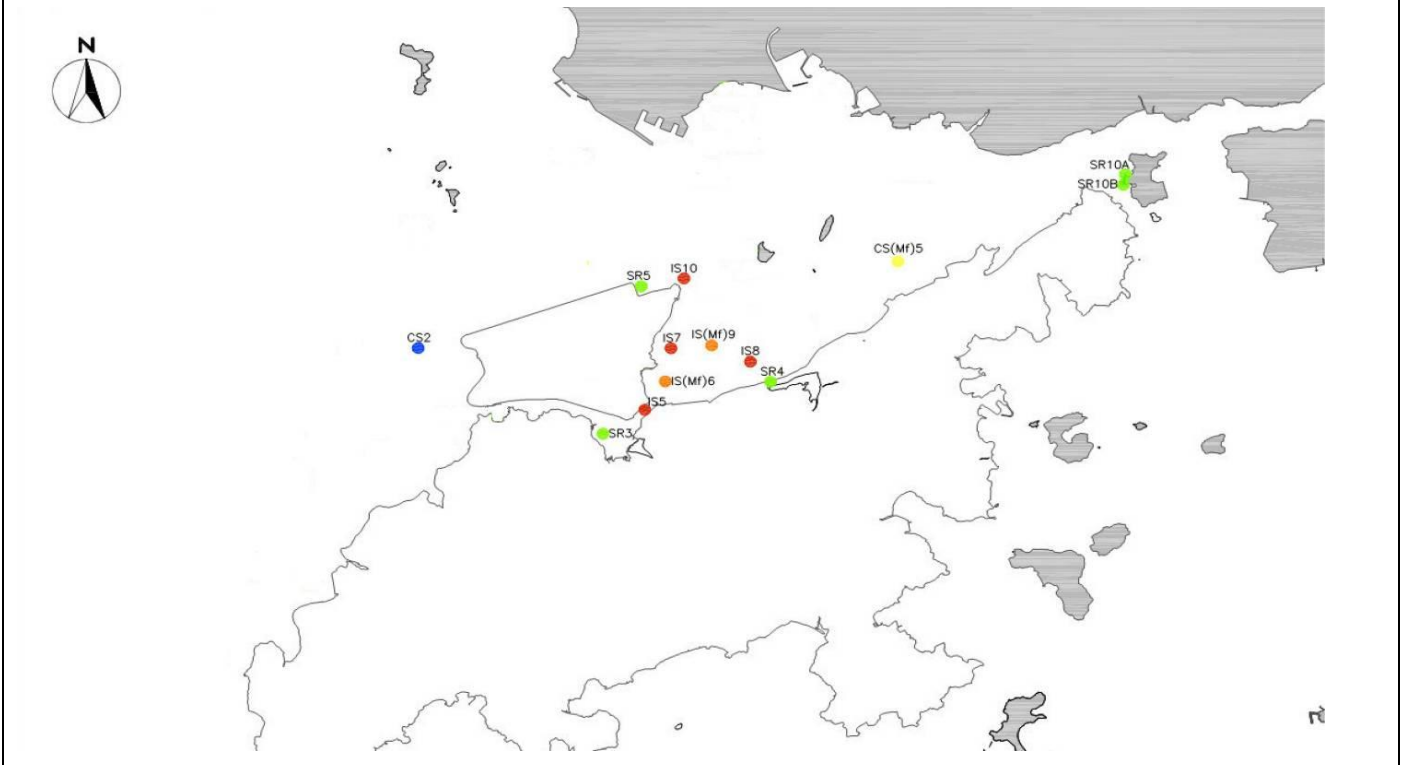 N
SR10A
SR10B
CS(Mf)5
IS10
SR5
CS2
IS7
IS(Mf)9
IS8
SR4
IS(Mf)6
IS5
SR3